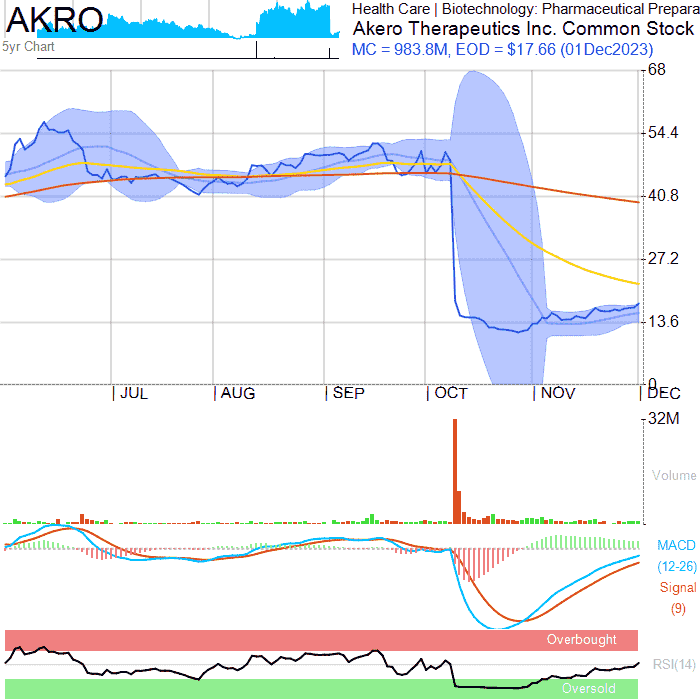 AKRO
5yr Chart
Health Care | Biotechnology: Pharmaceutical Prepara
Akero Therapeutics Inc. Common Stock
MC = 983.8M, EOD = $17.66 (01Dec2023)
68
54.4
40.8
27.2
13.6
0
JUL
AUG
SEP
OCT
NOV
DEC
32M
Volume
MACD
(12-26)
Signal
(9)
Overbought
RSI(14)
Oversold